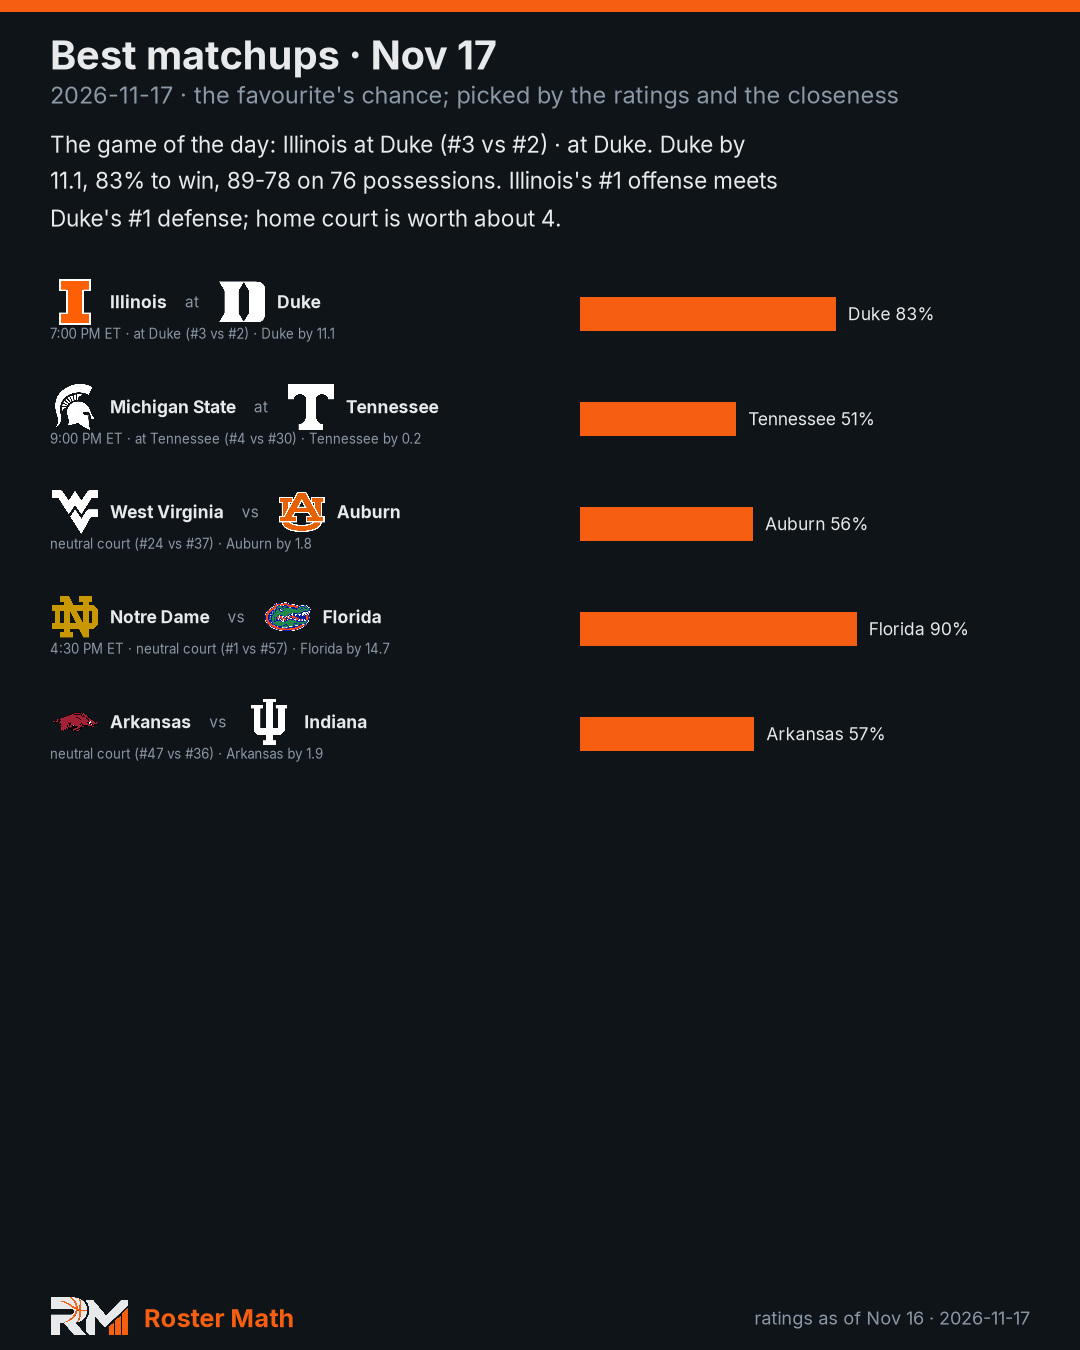 Best matchups · Nov 17
2026-11-17 · the favourite's chance; picked by the ratings and the closeness
The game of the day: Illinois at Duke (#3 vs #2) · at Duke. Duke by
11.1, 83% to win, 89-78 on 76 possessions. Illinois's #1 offense meets
Duke's #1 defense; home court is worth about 4.
Illinois at Duke
7:00 PM ET · at Duke (#3 vs #2) · Duke by 11.1
Duke 83%
Michigan State at Tennessee
9:00 PM ET · at Tennessee (#4 vs #30) · Tennessee by 0.2
Tennessee 51%
West Virginia vs Auburn
neutral court (#24 vs #37) · Auburn by 1.8
Auburn 56%
Notre Dame vs Florida
4:30 PM ET · neutral court (#1 vs #57) · Florida by 14.7
Florida 90%
Arkansas vs Indiana
neutral court (#47 vs #36) · Arkansas by 1.9
Arkansas 57%
RM Roster Math
ratings as of Nov 16 · 2026-11-17